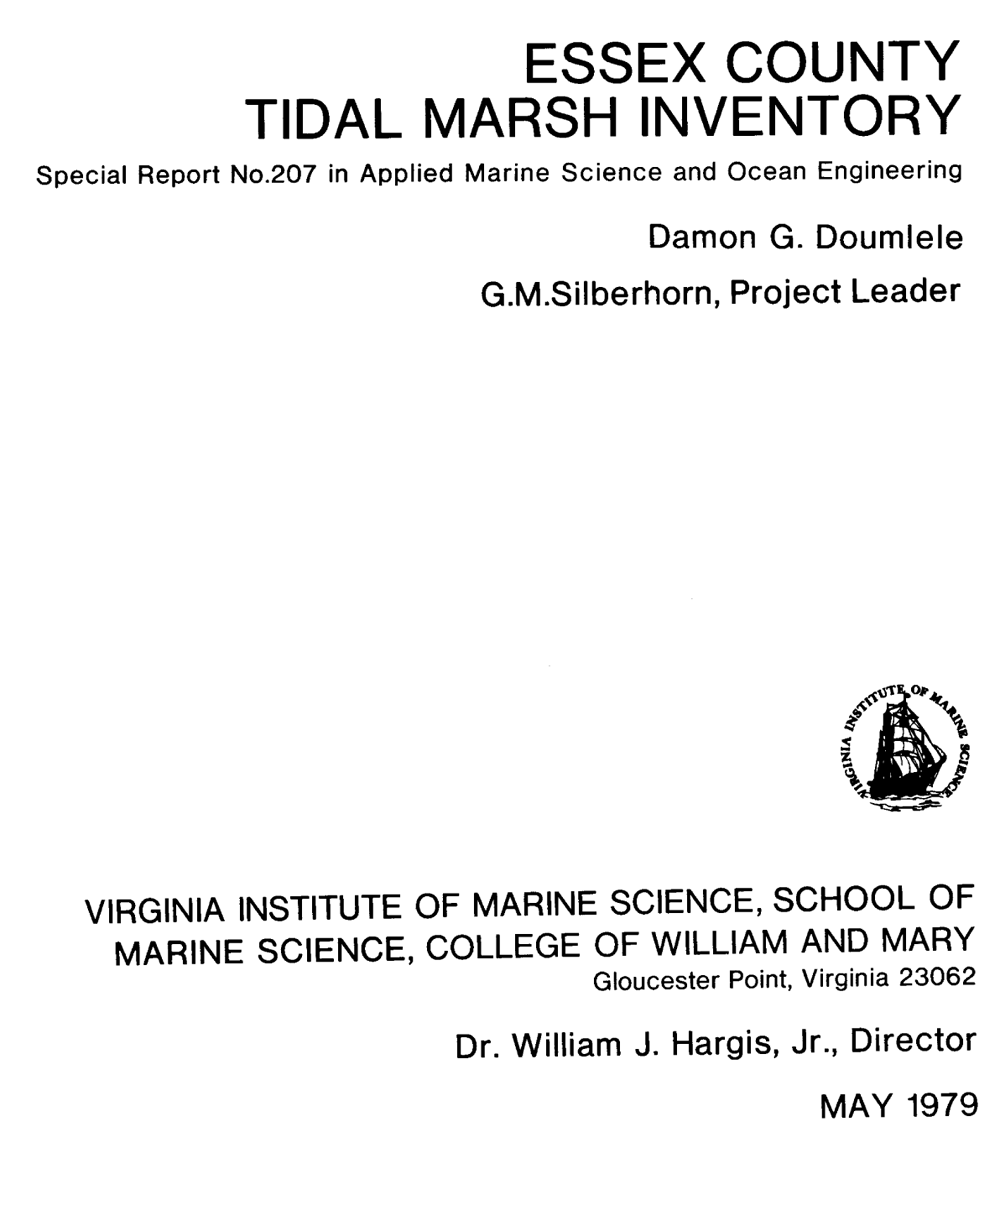 ESSEX COUNTY
TIDAL MARSH INVENTORY
Special Report No.207 in Applied Marine Science and Ocean Engineering
Damon G. Doumlele
G.M.Silberhorn, Project Leader
VIRGINIA INSTITUTE OF MARINE SCIENCE
VIRGINIA INSTITUTE OF MARINE SCIENCE, SCHOOL OF
MARINE SCIENCE, COLLEGE OF WILLIAM AND MARY
Gloucester Point, Virginia 23062
Dr. William J. Hargis, Jr., Director
MAY 1979